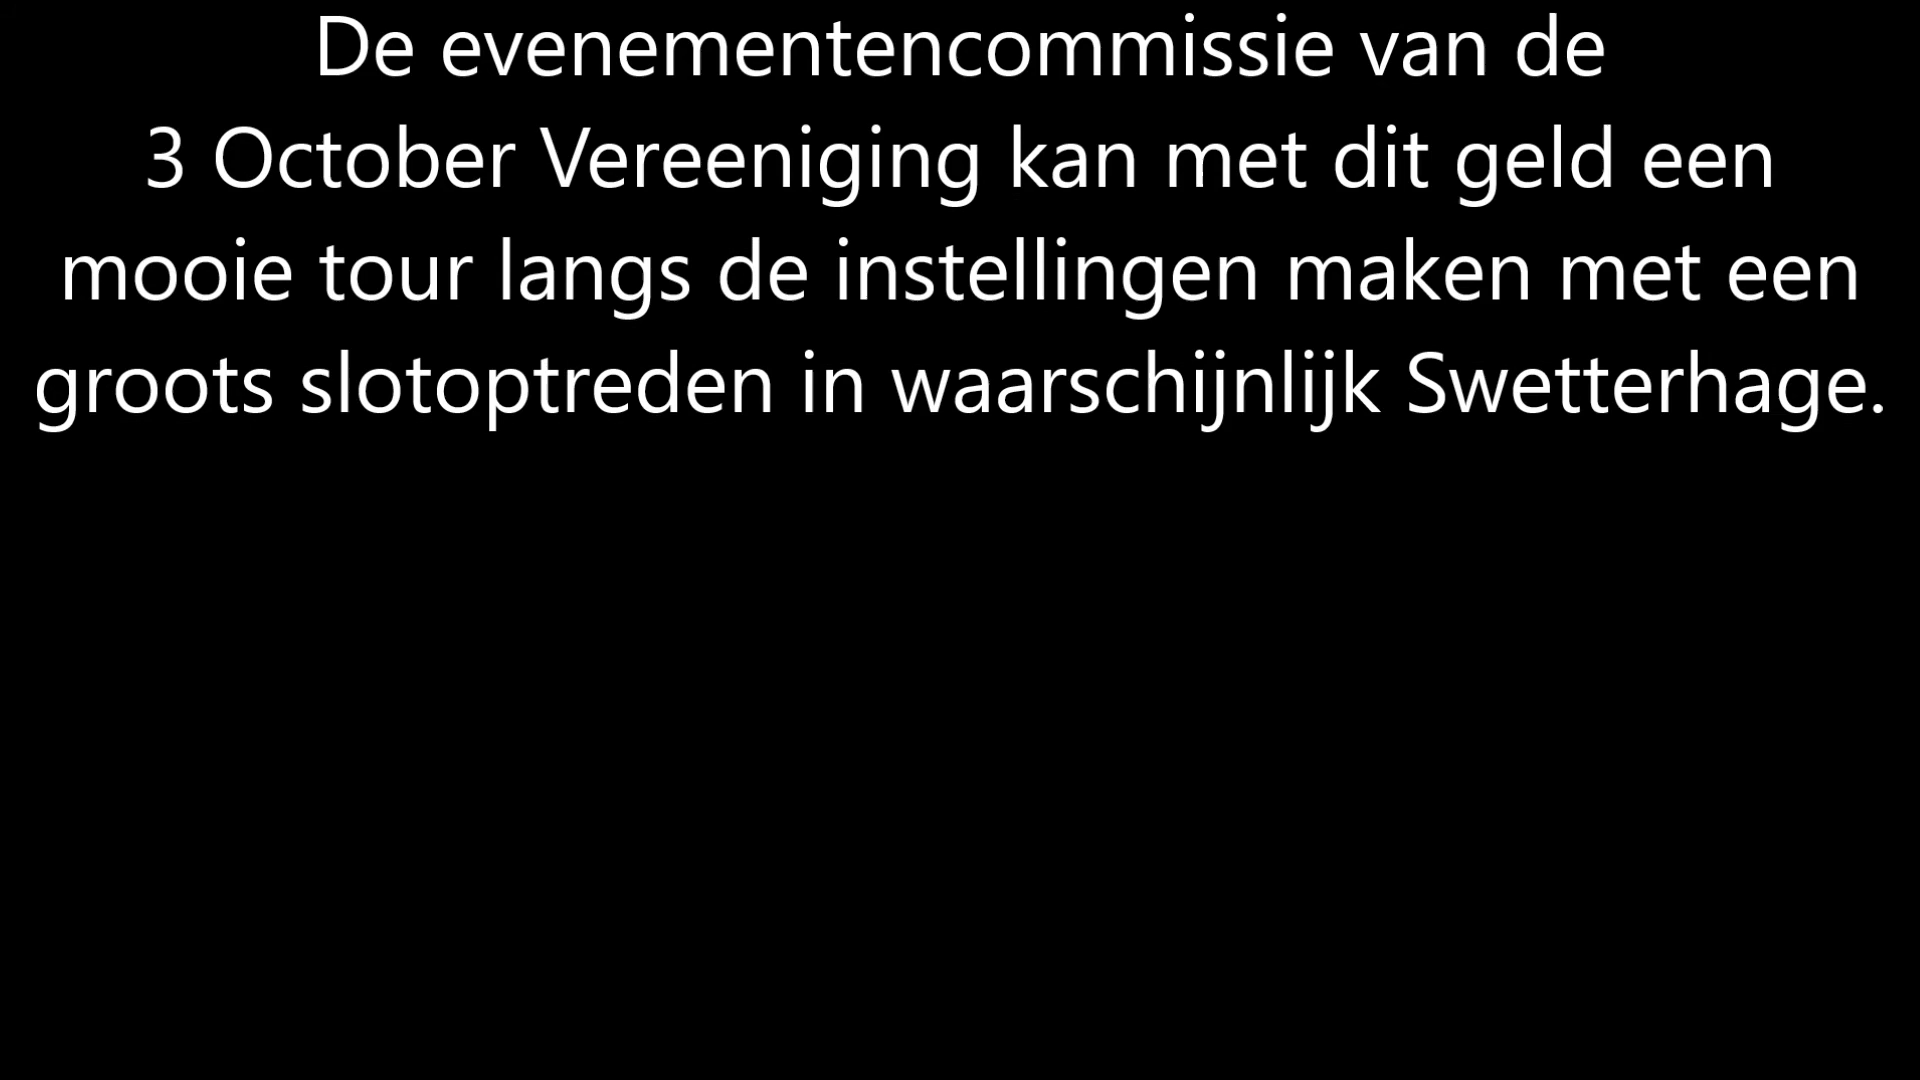 De evenementencommissie van de
3 October Vereeniging kan met dit geld een
mooie tour langs de instellingen maken met een
groots slotoptreden in waarschijnlijk Swetterhage.